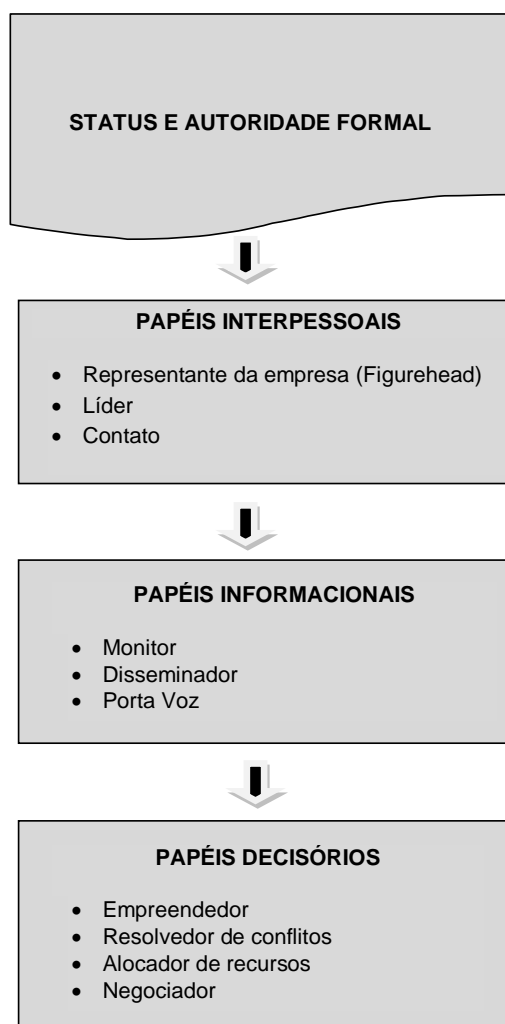 STATUS E AUTORIDADE FORMAL
PAPÉIS INTERPESSOAIS
• Representante da empresa (Figurehead)
• Líder
• Contato
PAPÉIS INFORMACIONAIS
• Monitor
• Disseminador
• Porta Voz
PAPÉIS DECISÓRIOS
• Empreendedor
• Resolvedor de conflitos
• Alocador de recursos
• Negociador